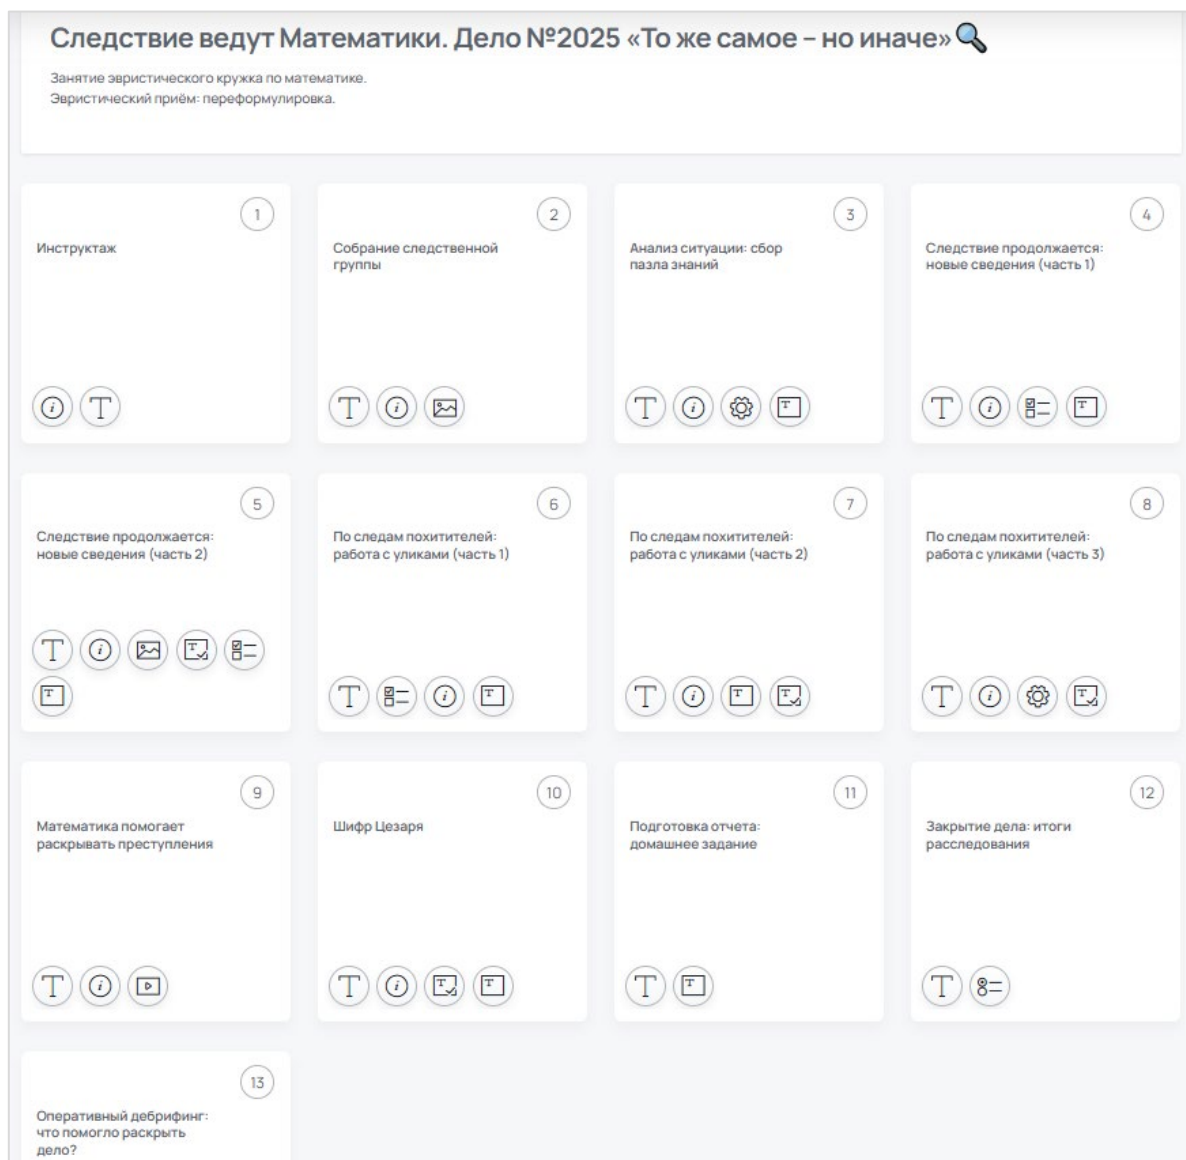 Следствие ведут Математики. Дело №2025 «То же самое – но иначе»
Занятие эвристического кружка по математике.
Эвристический приём: переформулировка.
1
Инструктаж
2
Собрание следственной
группы
3
Анализ ситуации: сбор
пазла знаний
4
Следствие продолжается:
новые сведения (часть 1)
5
Следствие продолжается:
новые сведения (часть 2)
6
По следам похитителей:
работа с уликами (часть 1)
7
По следам похитителей:
работа с уликами (часть 2)
8
По следам похитителей:
работа с уликами (часть 3)
9
Математика помогает
раскрывать преступления
10
Шифр Цезаря
11
Подготовка отчета:
домашнее задание
12
Закрытие дела: итоги
расследования
13
Оперативный дебрифинг:
что помогло раскрыть
дело?